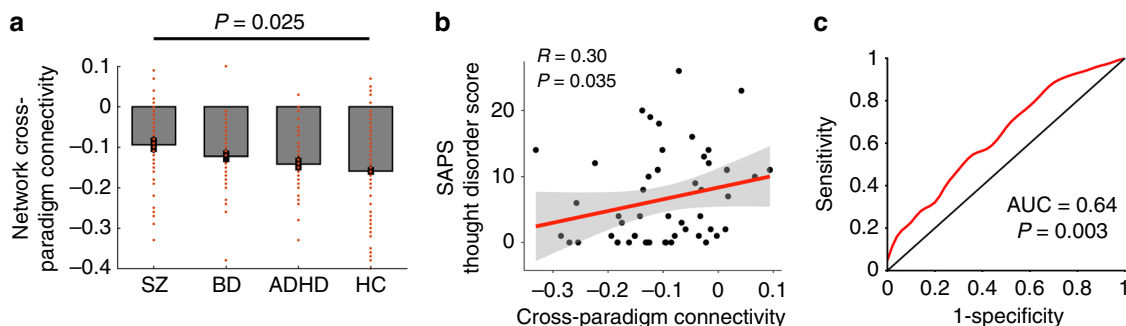 a
P = 0.025
Network cross-
paradigm connectivity
0.1
0
−0.1
−0.2
−0.3
−0.4
SZ
BD
ADHD
HC
b
R = 0.30
P = 0.035
SAPS
thought disorder score
20
10
0
−0.3
−0.2
−0.1
0
0.1
Cross-paradigm connectivity
c
Sensitivity
1
0.8
0.6
0.4
0.2
0
AUC = 0.64
P = 0.003
0
0.2
0.4
0.6
0.8
1
1-specificity